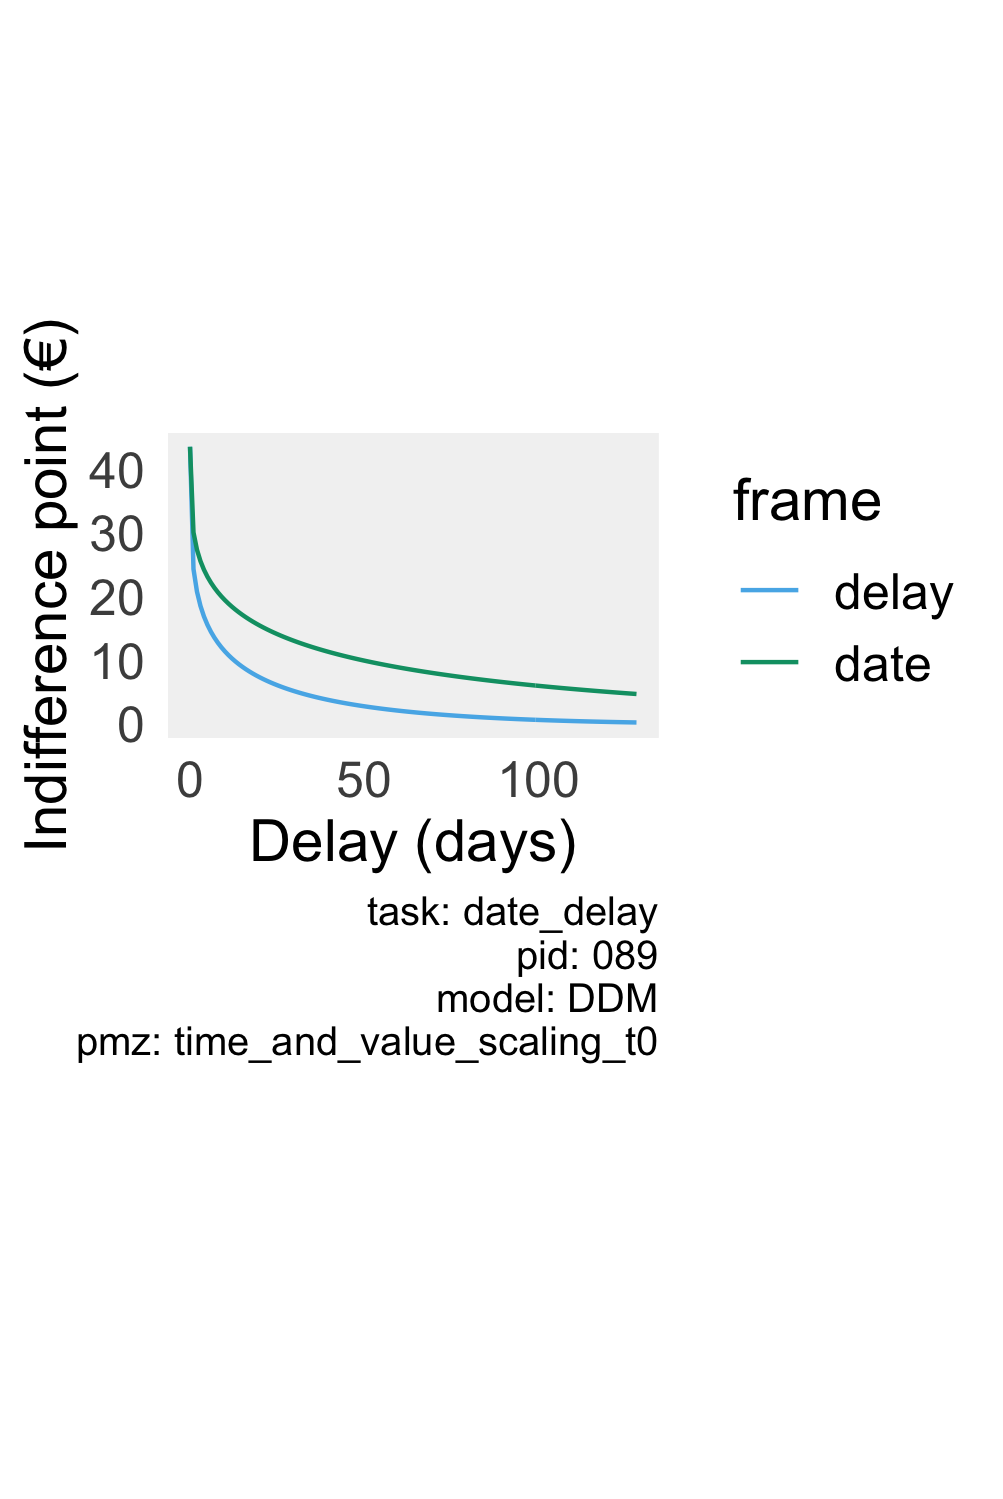 Indifference point (€)
40
30
20
10
0
0 50 100
Delay (days)
frame
delay
date
task: date_delay
pid: 089
model: DDM
pmz: time_and_value_scaling_t0